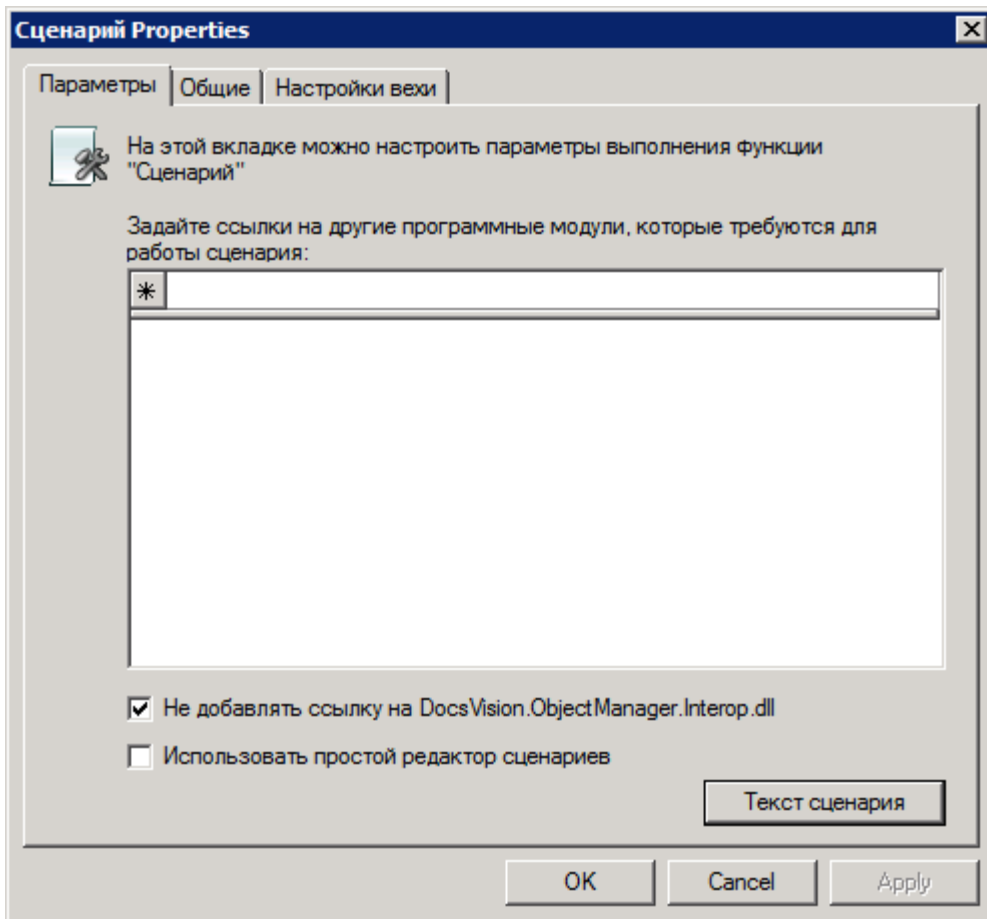 Сценарий Properties
Параметры Общие Настройки вехи
На этой вкладке можно настроить параметры выполнения функции
"Сценарий"
Задайте ссылки на другие программные модули, которые требуются для
работы сценария:
Не добавлять ссылку на DocsVision.ObjectManager.Interop.dll
Использовать простой редактор сценариев
Текст сценария
OK Cancel Apply